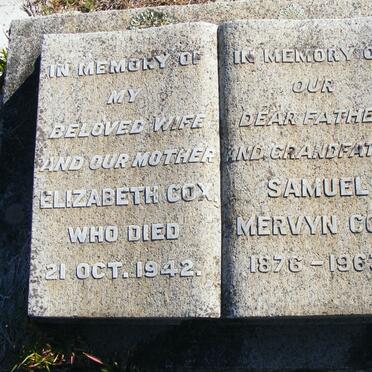 IN MEMORY OF
MY
BELOVED WIFE
AND OUR MOTHER
ELIZABETH COX
WHO DIED
21 OCT. 1942.
IN MEMORY O
OUR
DEAR FATHE
AND GRANDFAT
SAMUEL
MERVYN CO
1876 – 196